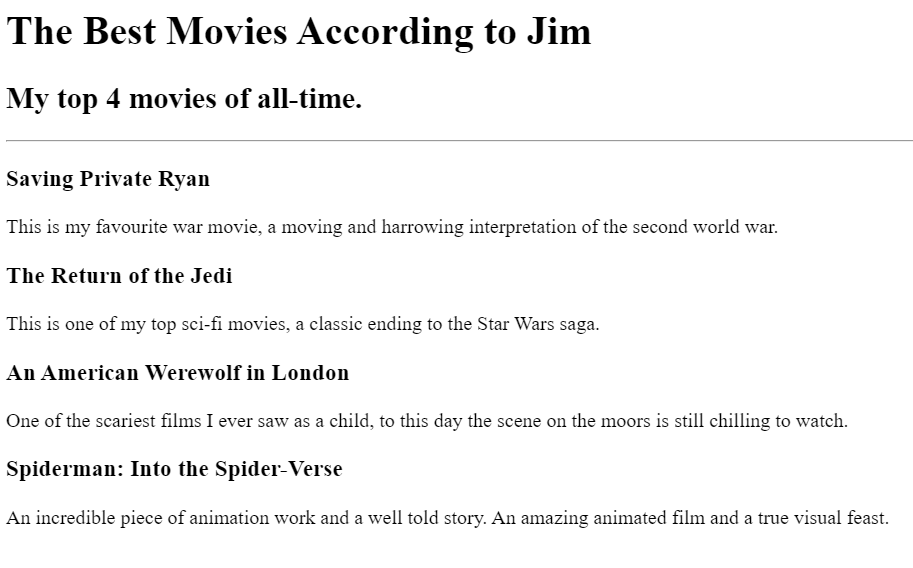 The Best Movies According to Jim
My top 4 movies of all-time.
Saving Private Ryan
This is my favourite war movie, a moving and harrowing interpretation of the second world war.
The Return of the Jedi
This is one of my top sci-fi movies, a classic ending to the Star Wars saga.
An American Werewolf in London
One of the scariest films I ever saw as a child, to this day the scene on the moors is still chilling to watch.
Spiderman: Into the Spider-Verse
An incredible piece of animation work and a well told story. An amazing animated film and a true visual feast.